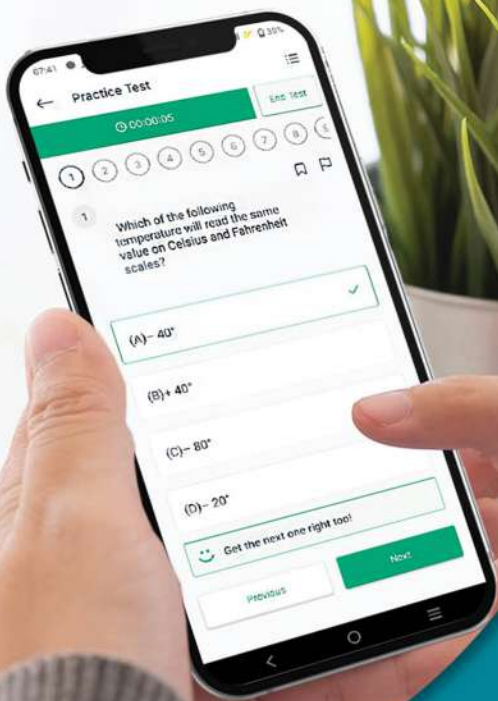 07:41
← Practice Test
00:00:05
End Test
1 2 3 4 5 6 7 8
1
Which of the following
temperature will read the same
value on Celsius and Fahrenheit
scales?
(A)– 40°
(B)+ 40°
(C)– 80°
(D)– 20°
Get the next one right too!
Previous
Next